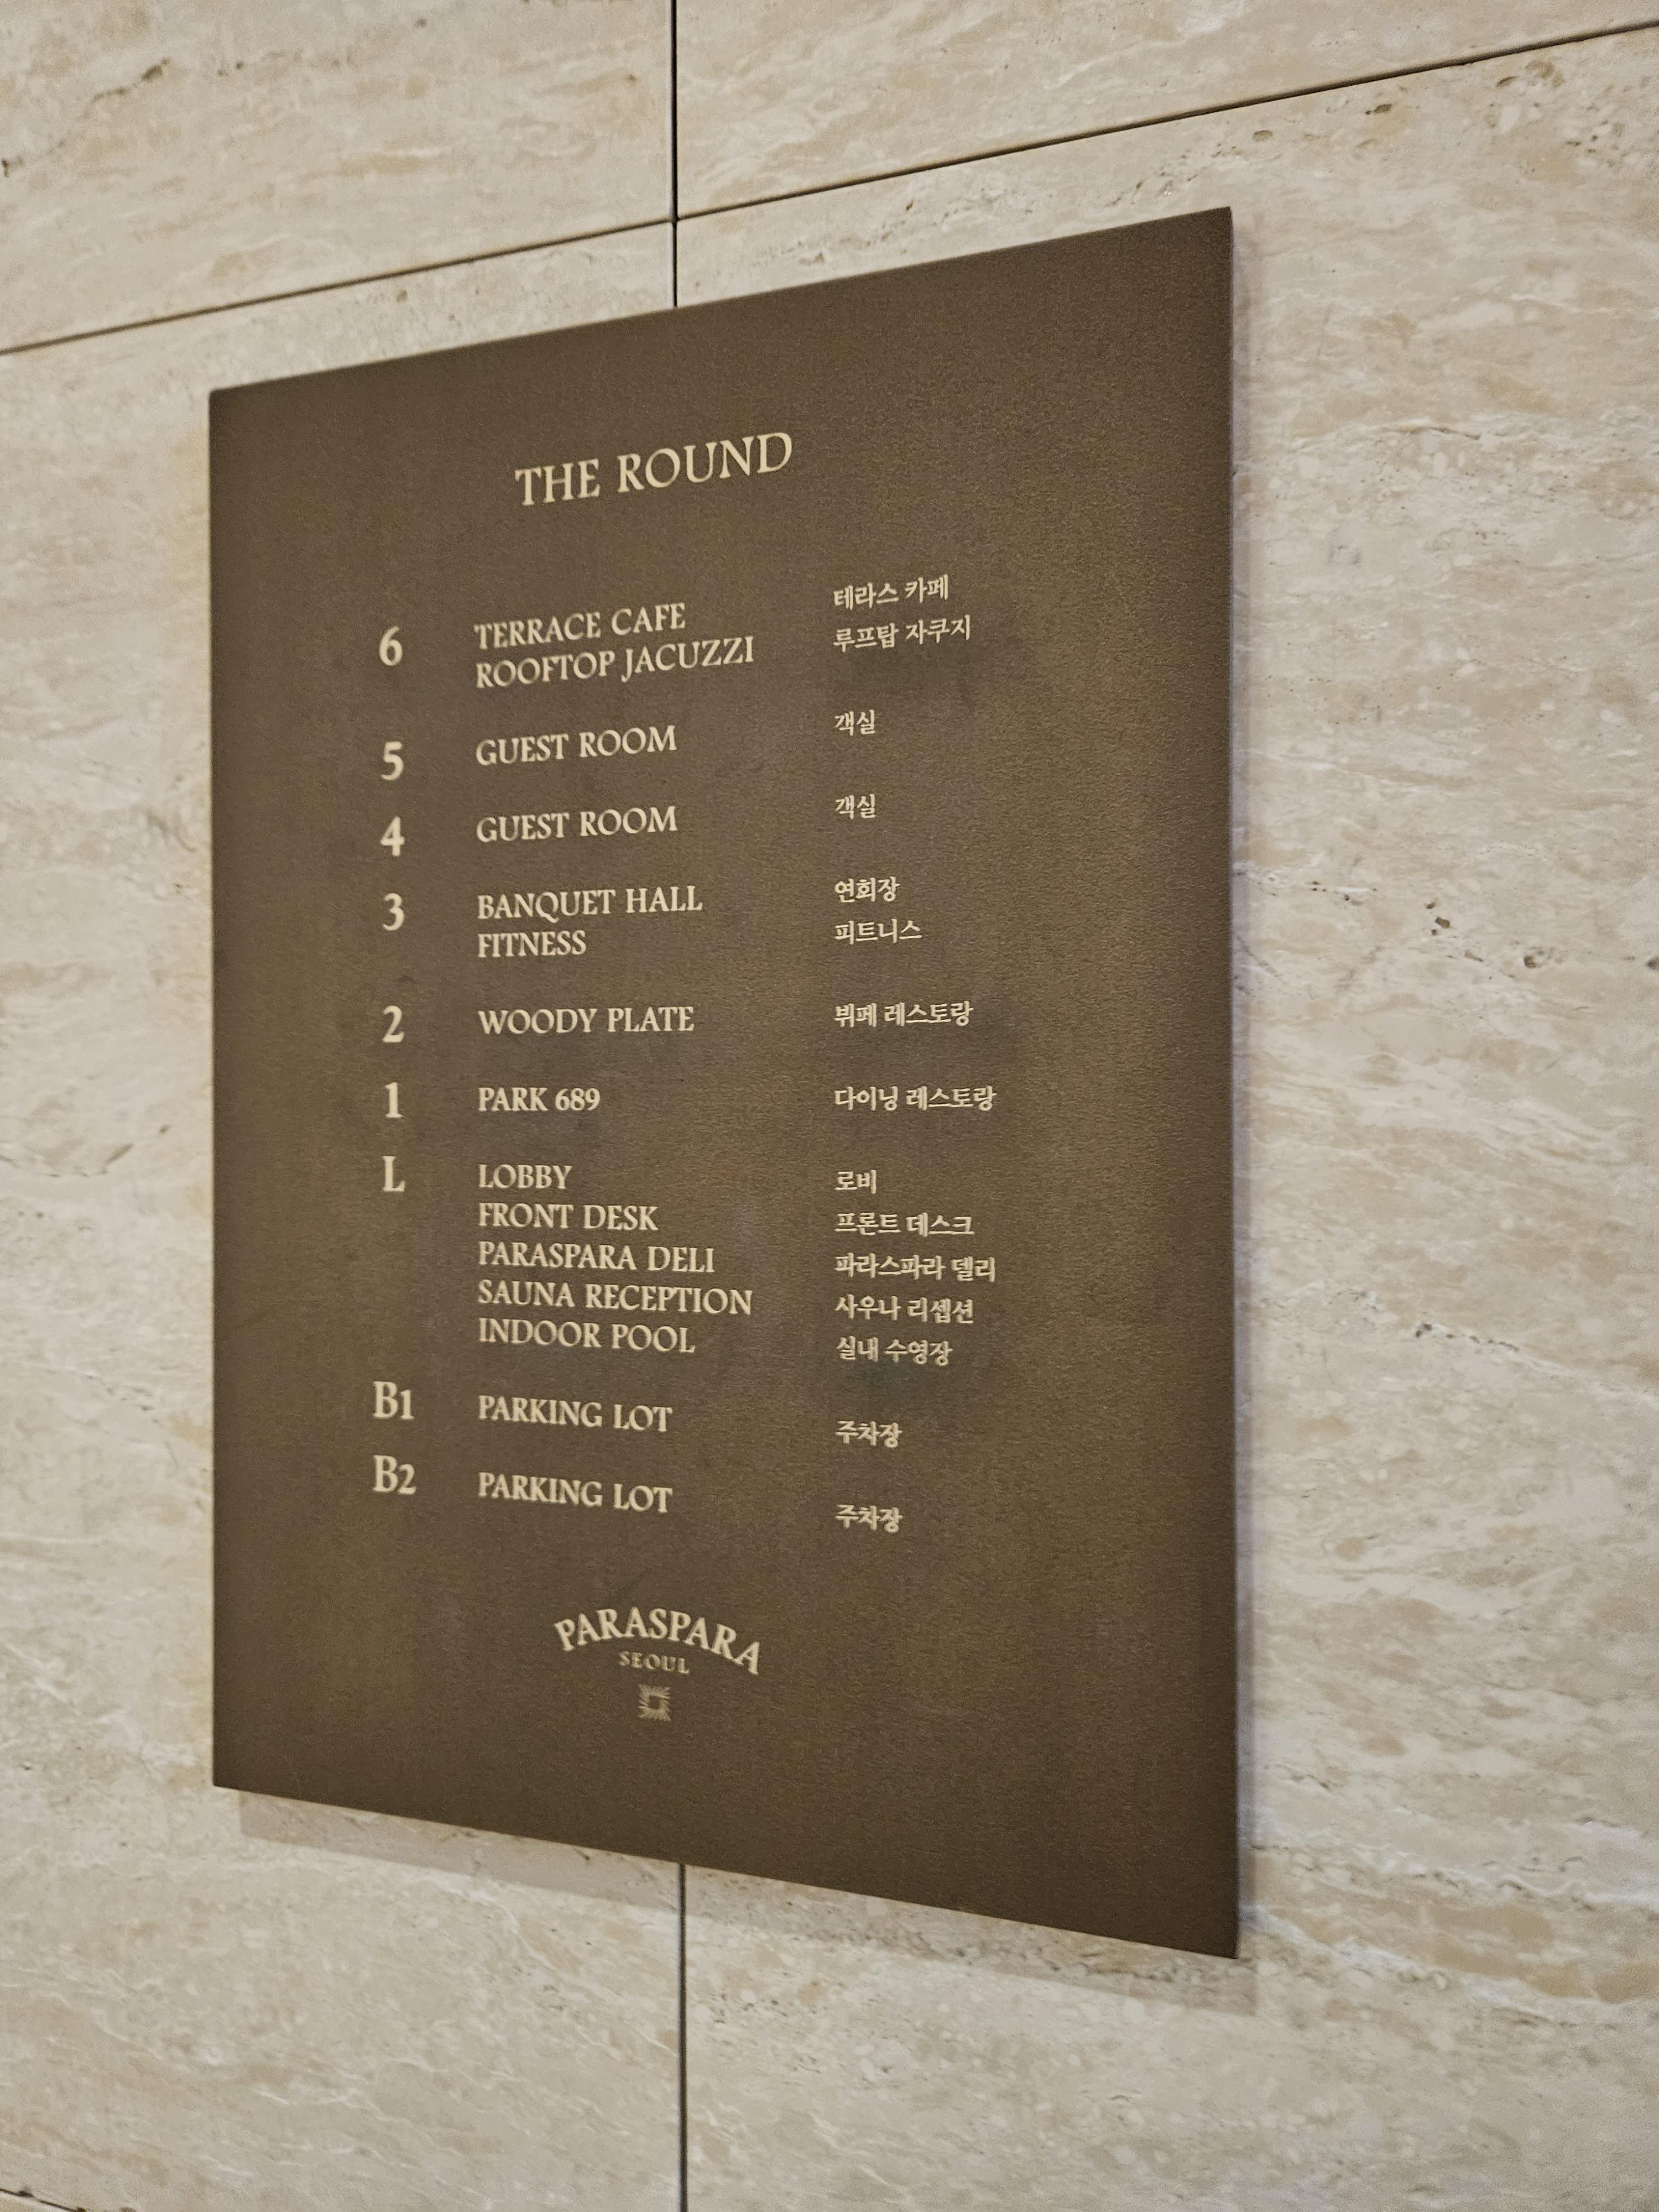 THE ROUND
6 TERRACE CAFE 테라스 카페
ROOFTOP JACUZZI 루프탑 자쿠지
5 GUEST ROOM 객실
4 GUEST ROOM 객실
3 BANQUET HALL 연회장
FITNESS 피트니스
2 WOODY PLATE 뷔페 레스토랑
1 PARK 689 다이닝 레스토랑
L LOBBY 로비
FRONT DESK 프론트 데스크
PARASPARA DELI 파라스파라 델리
SAUNA RECEPTION 사우나 리셉션
INDOOR POOL 실내 수영장
B1 PARKING LOT 주차장
B2 PARKING LOT 주차장
PARASPARA
SEOUL